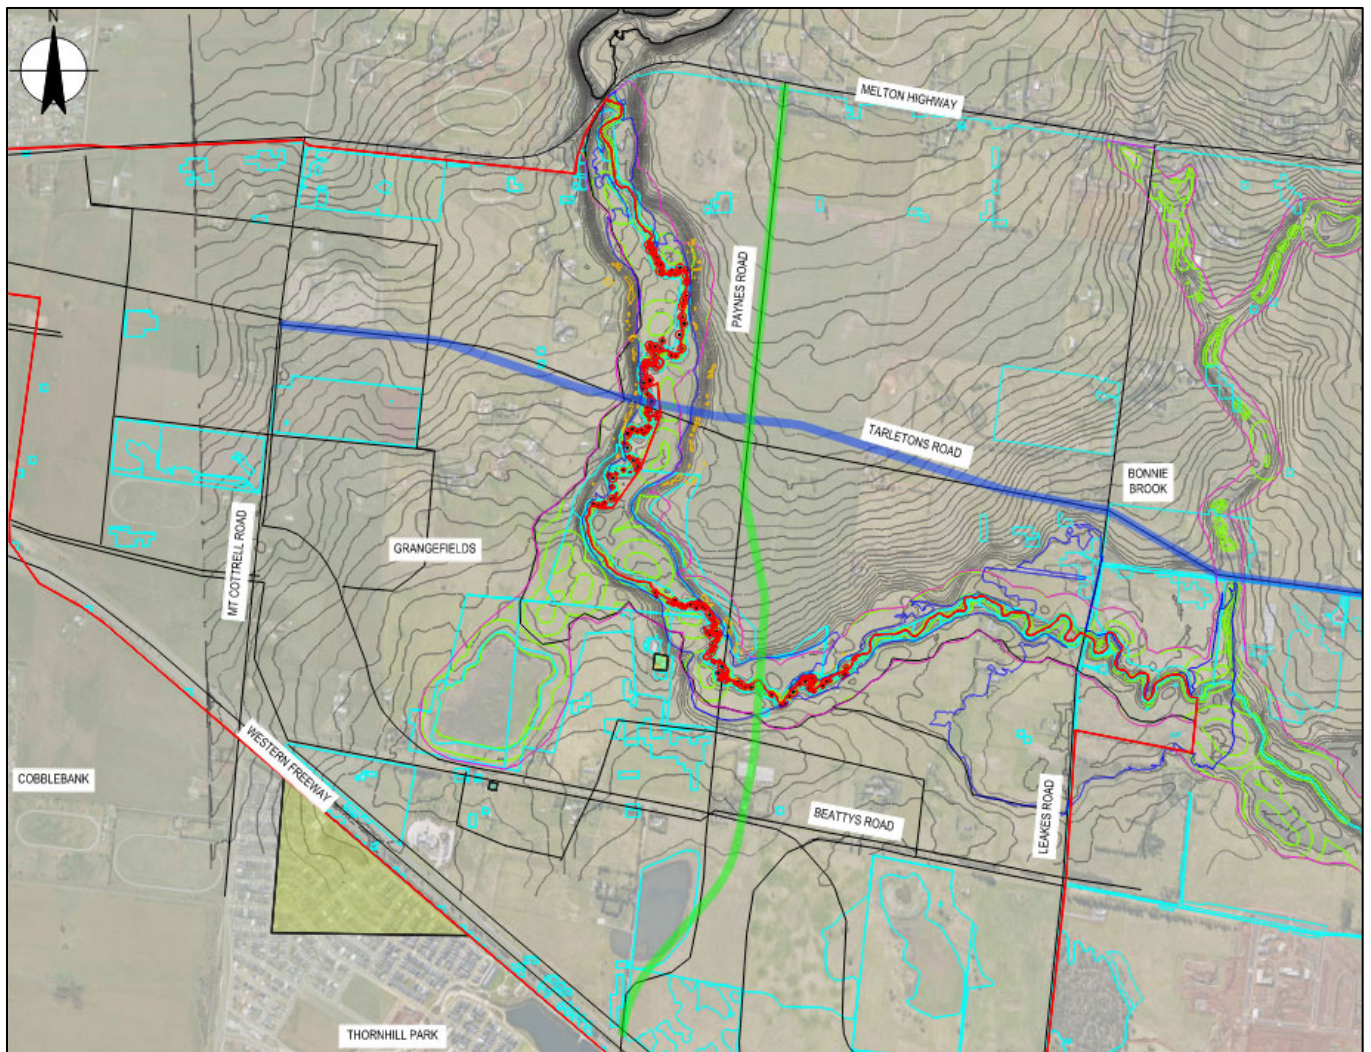 N
MELTON HIGHWAY
PAYNES ROAD
TARLETONS ROAD
BONNIE
BROOK
GRANGEFIELDS
MT COTTRELL ROAD
WESTERN FREEWAY
COBBLEBANK
BEATTYS ROAD
LEAKES ROAD
THORNHILL PARK